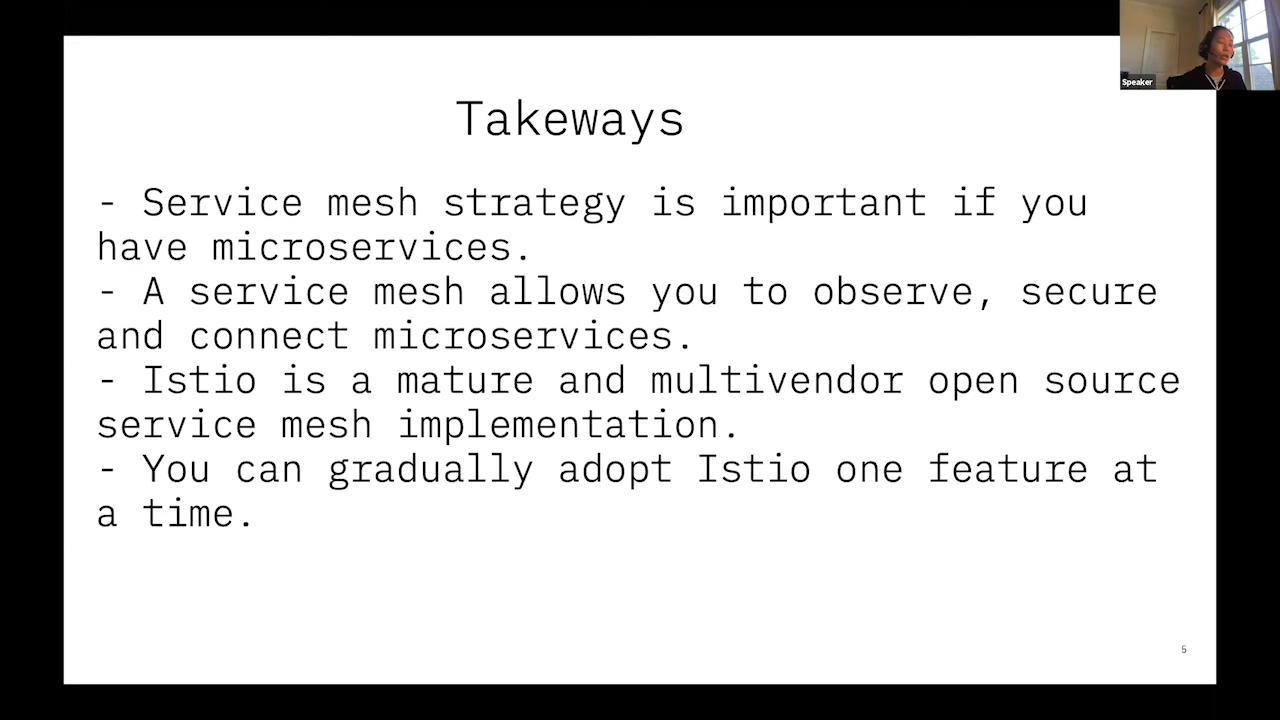 Speaker
Takeways
- Service mesh strategy is important if you
have microservices.
- A service mesh allows you to observe, secure
and connect microservices.
- Istio is a mature and multivendor open source
service mesh implementation.
- You can gradually adopt Istio one feature at
a time.
5